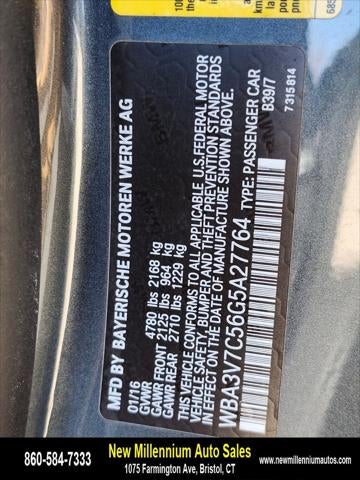 MFD BY BAYERISCHE MOTOREN WERKE AG
01/16
GVWR 4780 lbs 2168 kg
GAWR FRONT 2125 lbs 964 kg
GAWR REAR 2710 lbs 1229 kg
THIS VEHICLE CONFORMS TO ALL APPLICABLE U.S.FEDERAL MOTOR
VEHICLE SAFETY, BUMPER AND THEFT PREVENTION STANDARDS
IN EFFECT ON THE DATE OF MANUFACTURE SHOWN ABOVE.
WBA3V7C56G5A27764 TYPE: PASSENGER CAR
B39/7
7315814
860-584-7333
New Millennium Auto Sales
1075 Farmington Ave, Bristol, CT
www.newmillenniumautos.com